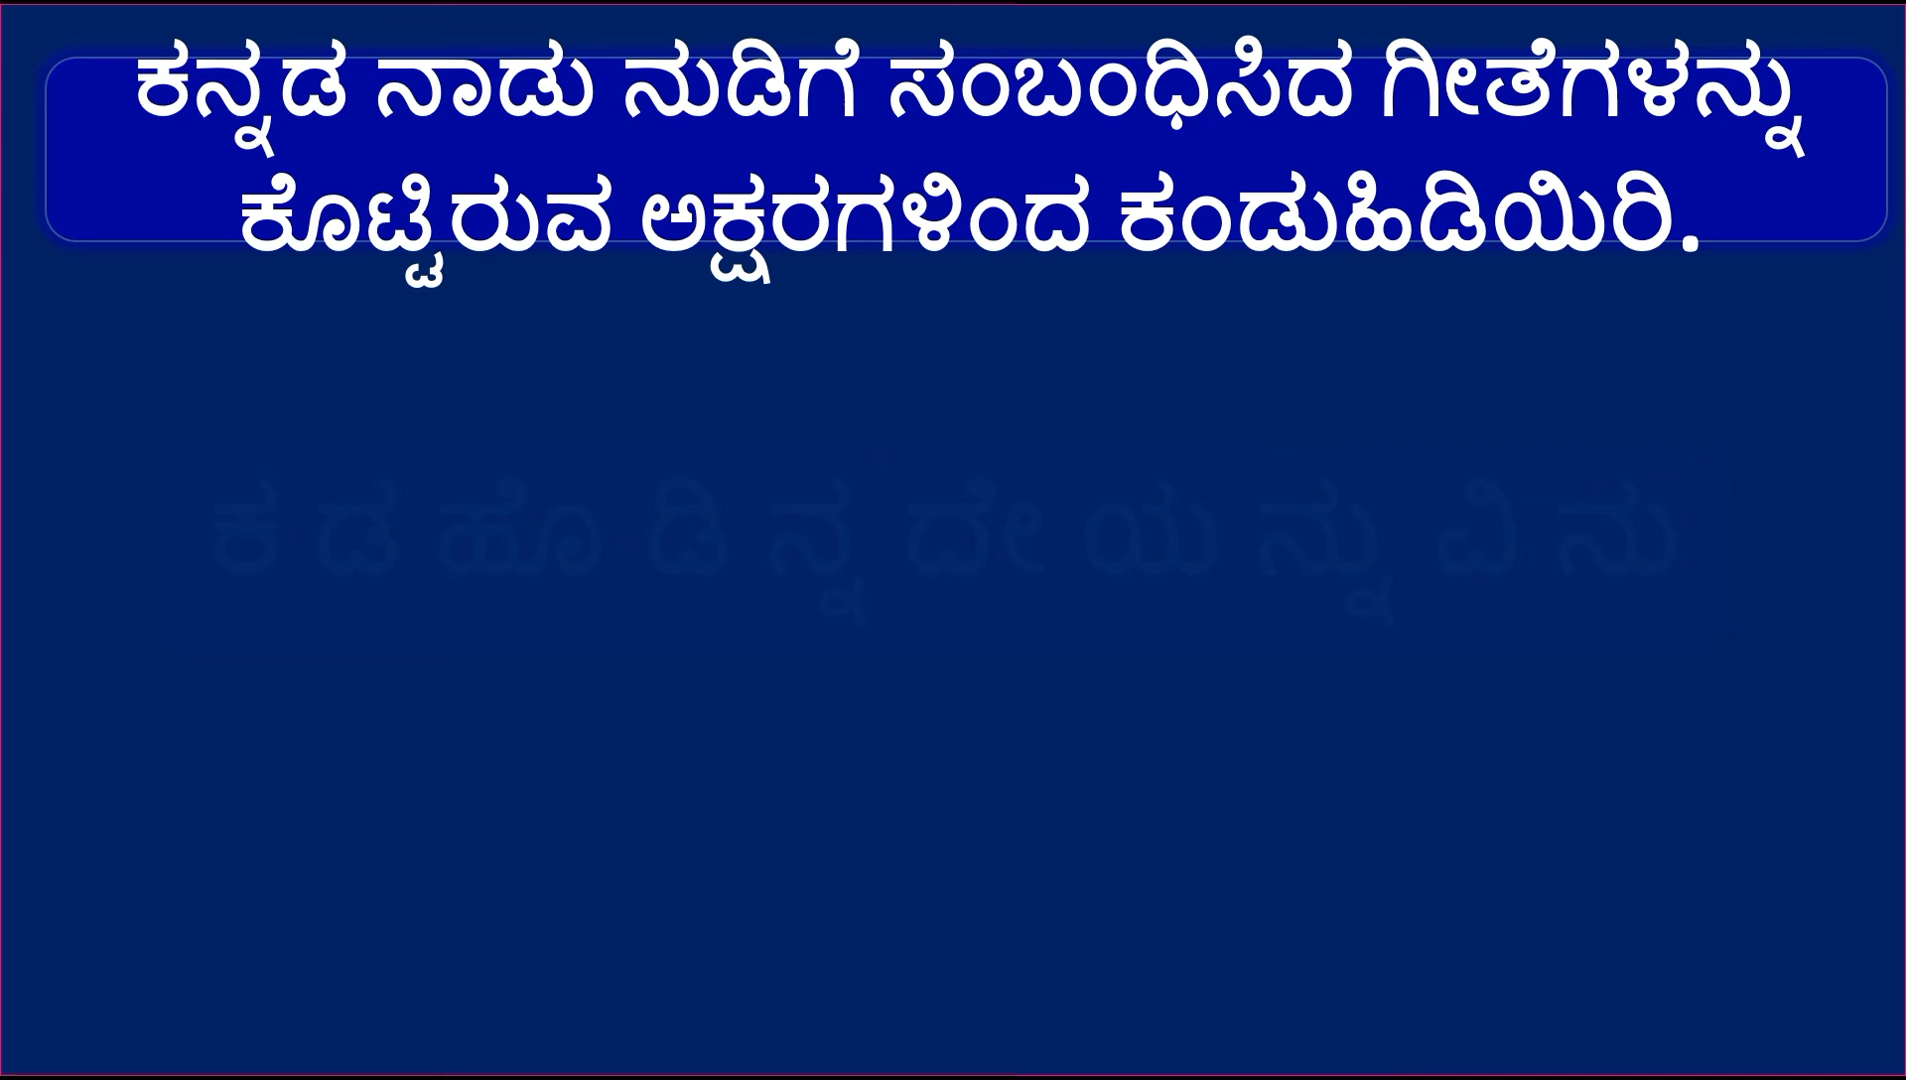 ಕನ್ನಡ ನಾಡು ನುಡಿಗೆ ಸಂಬಂಧಿಸಿದ ಗೀತೆಗಳನ್ನು
ಕೊಟ್ಟಿರುವ ಅಕ್ಷರಗಳಿಂದ ಕಂಡುಹಿಡಿಯಿರಿ.
ಕ ಡ ಹೊ ಡಿ ನ್ನ ದೇ ಯ ನ್ನು ವಿ ನು